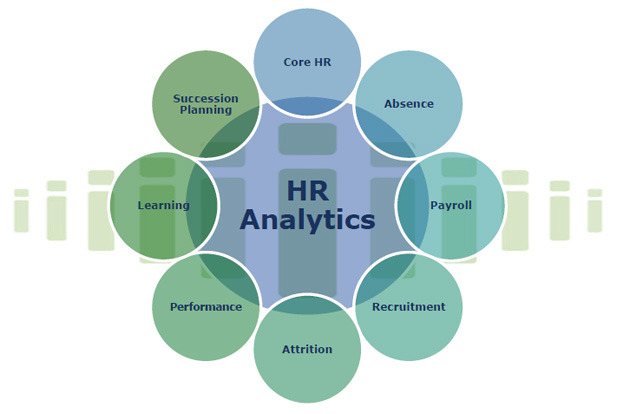 Core HR
Succession
Planning
Absence
HR
Analytics
Learning
Payroll
Performance
Recruitment
Attrition